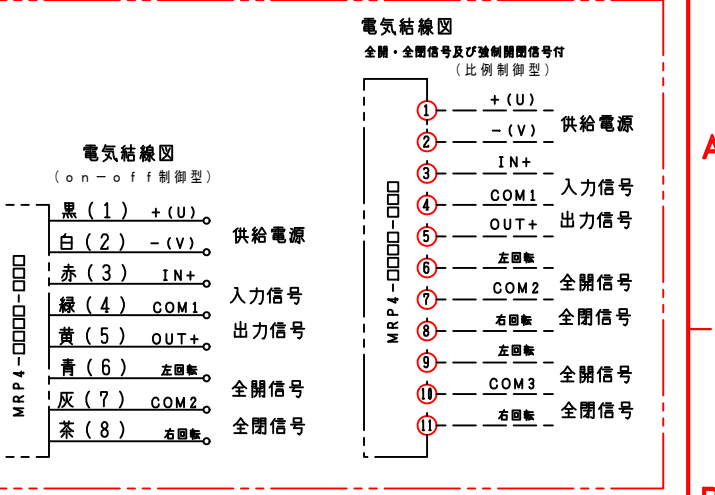 電気結線図
(on－off制御型)
MRP4-□□□□-□□□
黒(1) +(U)
白(2) -(V)
供給電源
赤(3) IN+
緑(4) COM1
入力信号
黄(5) OUT+
出力信号
青(6) 左回転
灰(7) COM2
全開信号
茶(8) 右回転
全閉信号
電気結線図
全開・全閉信号及び強制開閉信号付
(比例制御型)
MRP4-□□□□-□□□
① +(U)
② -(V)
供給電源
③ IN+
④ COM1
入力信号
⑤ OUT+
出力信号
⑥ 左回転
⑦ COM2
全開信号
⑧ 右回転
全閉信号
⑨ 左回転
⑩ COM3
全開信号
⑪ 右回転
全閉信号